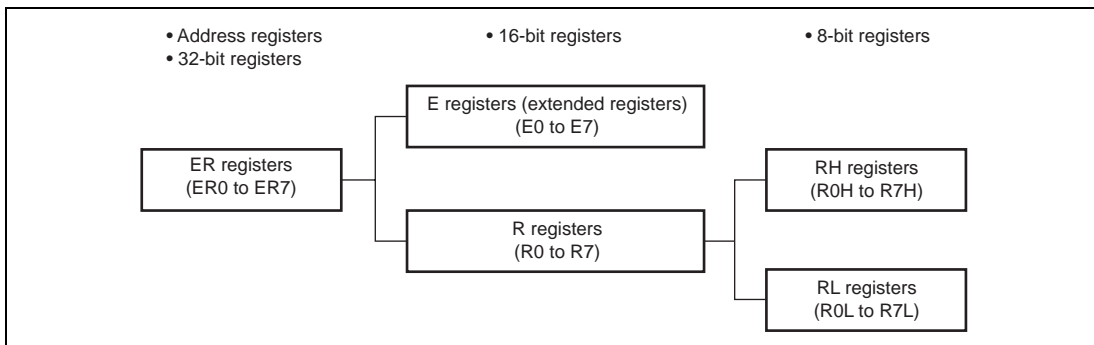 • Address registers
• 32-bit registers
• 16-bit registers
• 8-bit registers
E registers (extended registers)
(E0 to E7)
ER registers
(ER0 to ER7)
RH registers
(R0H to R7H)
R registers
(R0 to R7)
RL registers
(R0L to R7L)